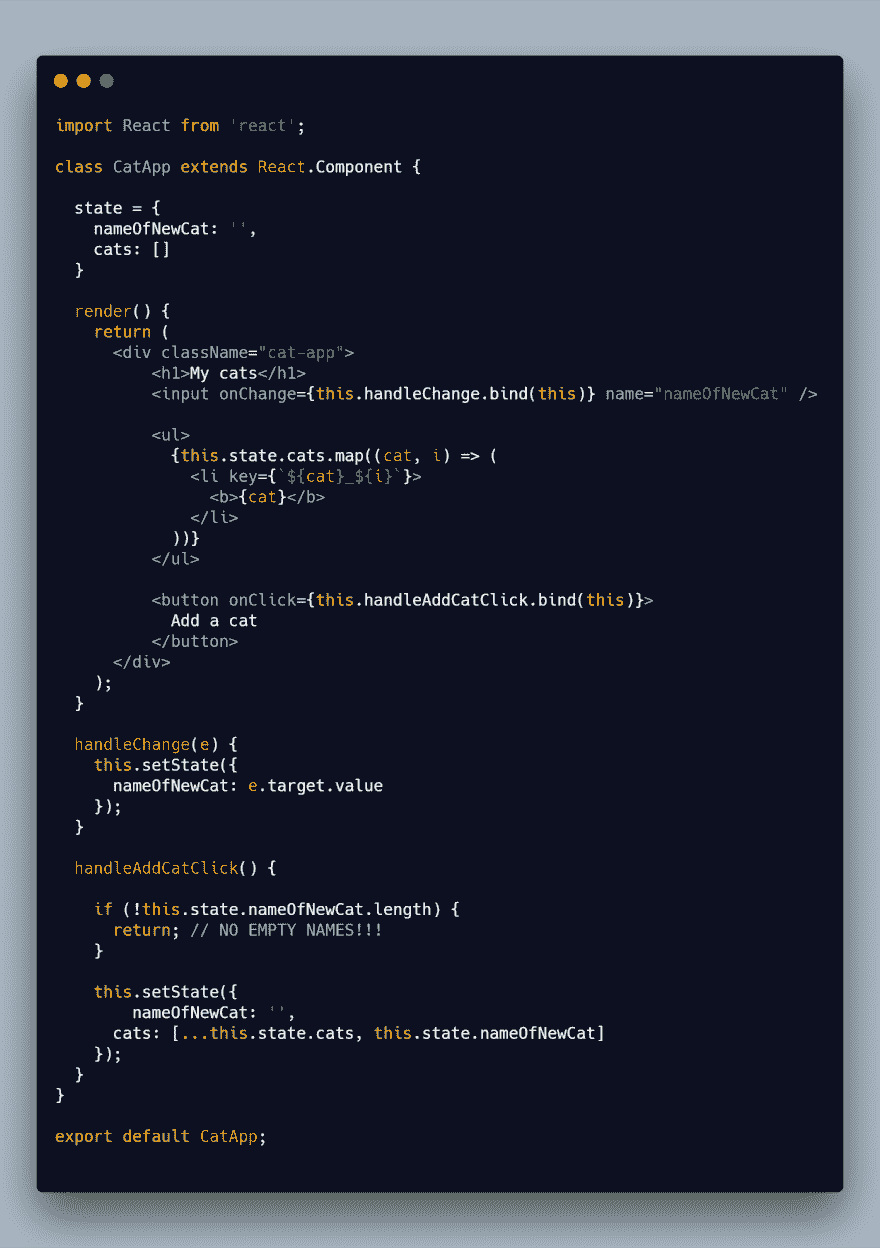 import React from 'react';
class CatApp extends React.Component {
state = {
nameOfNewCat: '',
cats: []
}
render() {
return (
<div className="cat-app">
<h1>My cats</h1>
<input onChange={this.handleChange.bind(this)} name="nameOfNewCat" />
<ul>
{this.state.cats.map((cat, i) => (
<li key={`${cat}_${i}`}>
<b>{cat}</b>
</li>
))}
</ul>
<button onClick={this.handleAddCatClick.bind(this)}>
Add a cat
</button>
</div>
);
}
handleChange(e) {
this.setState({
nameOfNewCat: e.target.value
});
}
handleAddCatClick() {
if (!this.state.nameOfNewCat.length) {
return; // NO EMPTY NAMES!!!
}
this.setState({
nameOfNewCat: '',
cats: [...this.state.cats, this.state.nameOfNewCat]
});
}
}
export default CatApp;